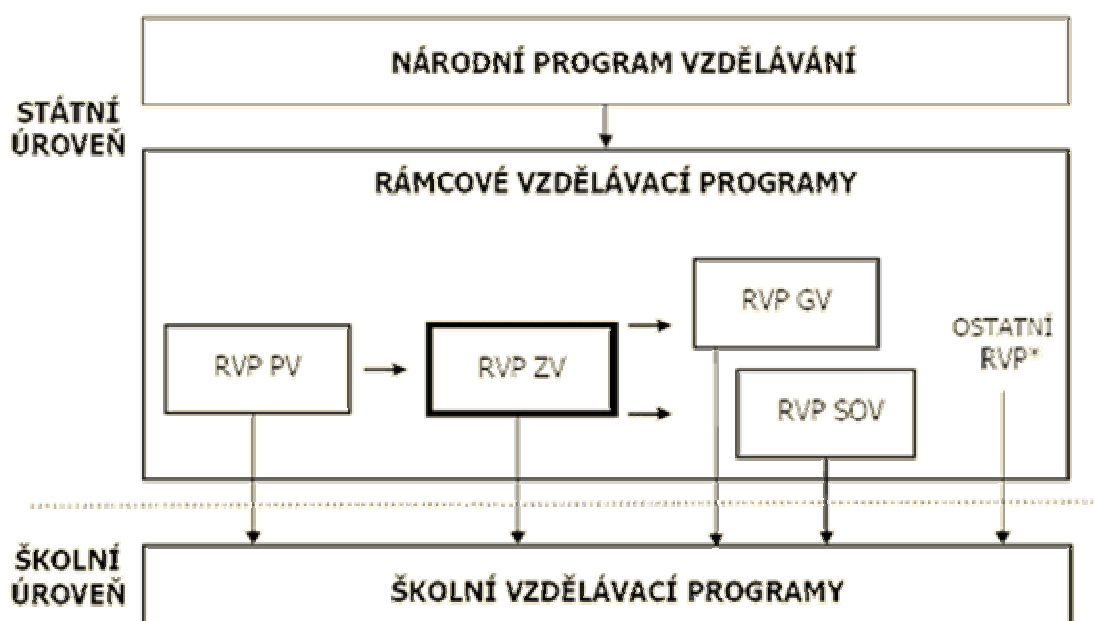 NÁRODNÍ PROGRAM VZDĚLÁVÁNÍ
STÁTNÍ
ÚROVEŇ
RÁMCOVÉ VZDĚLÁVACÍ PROGRAMY
RVP PV
RVP ZV
RVP GV
RVP SOV
OSTATNÍ
RVP*
ŠKOLNÍ
ÚROVEŇ
ŠKOLNÍ VZDĚLÁVACÍ PROGRAMY